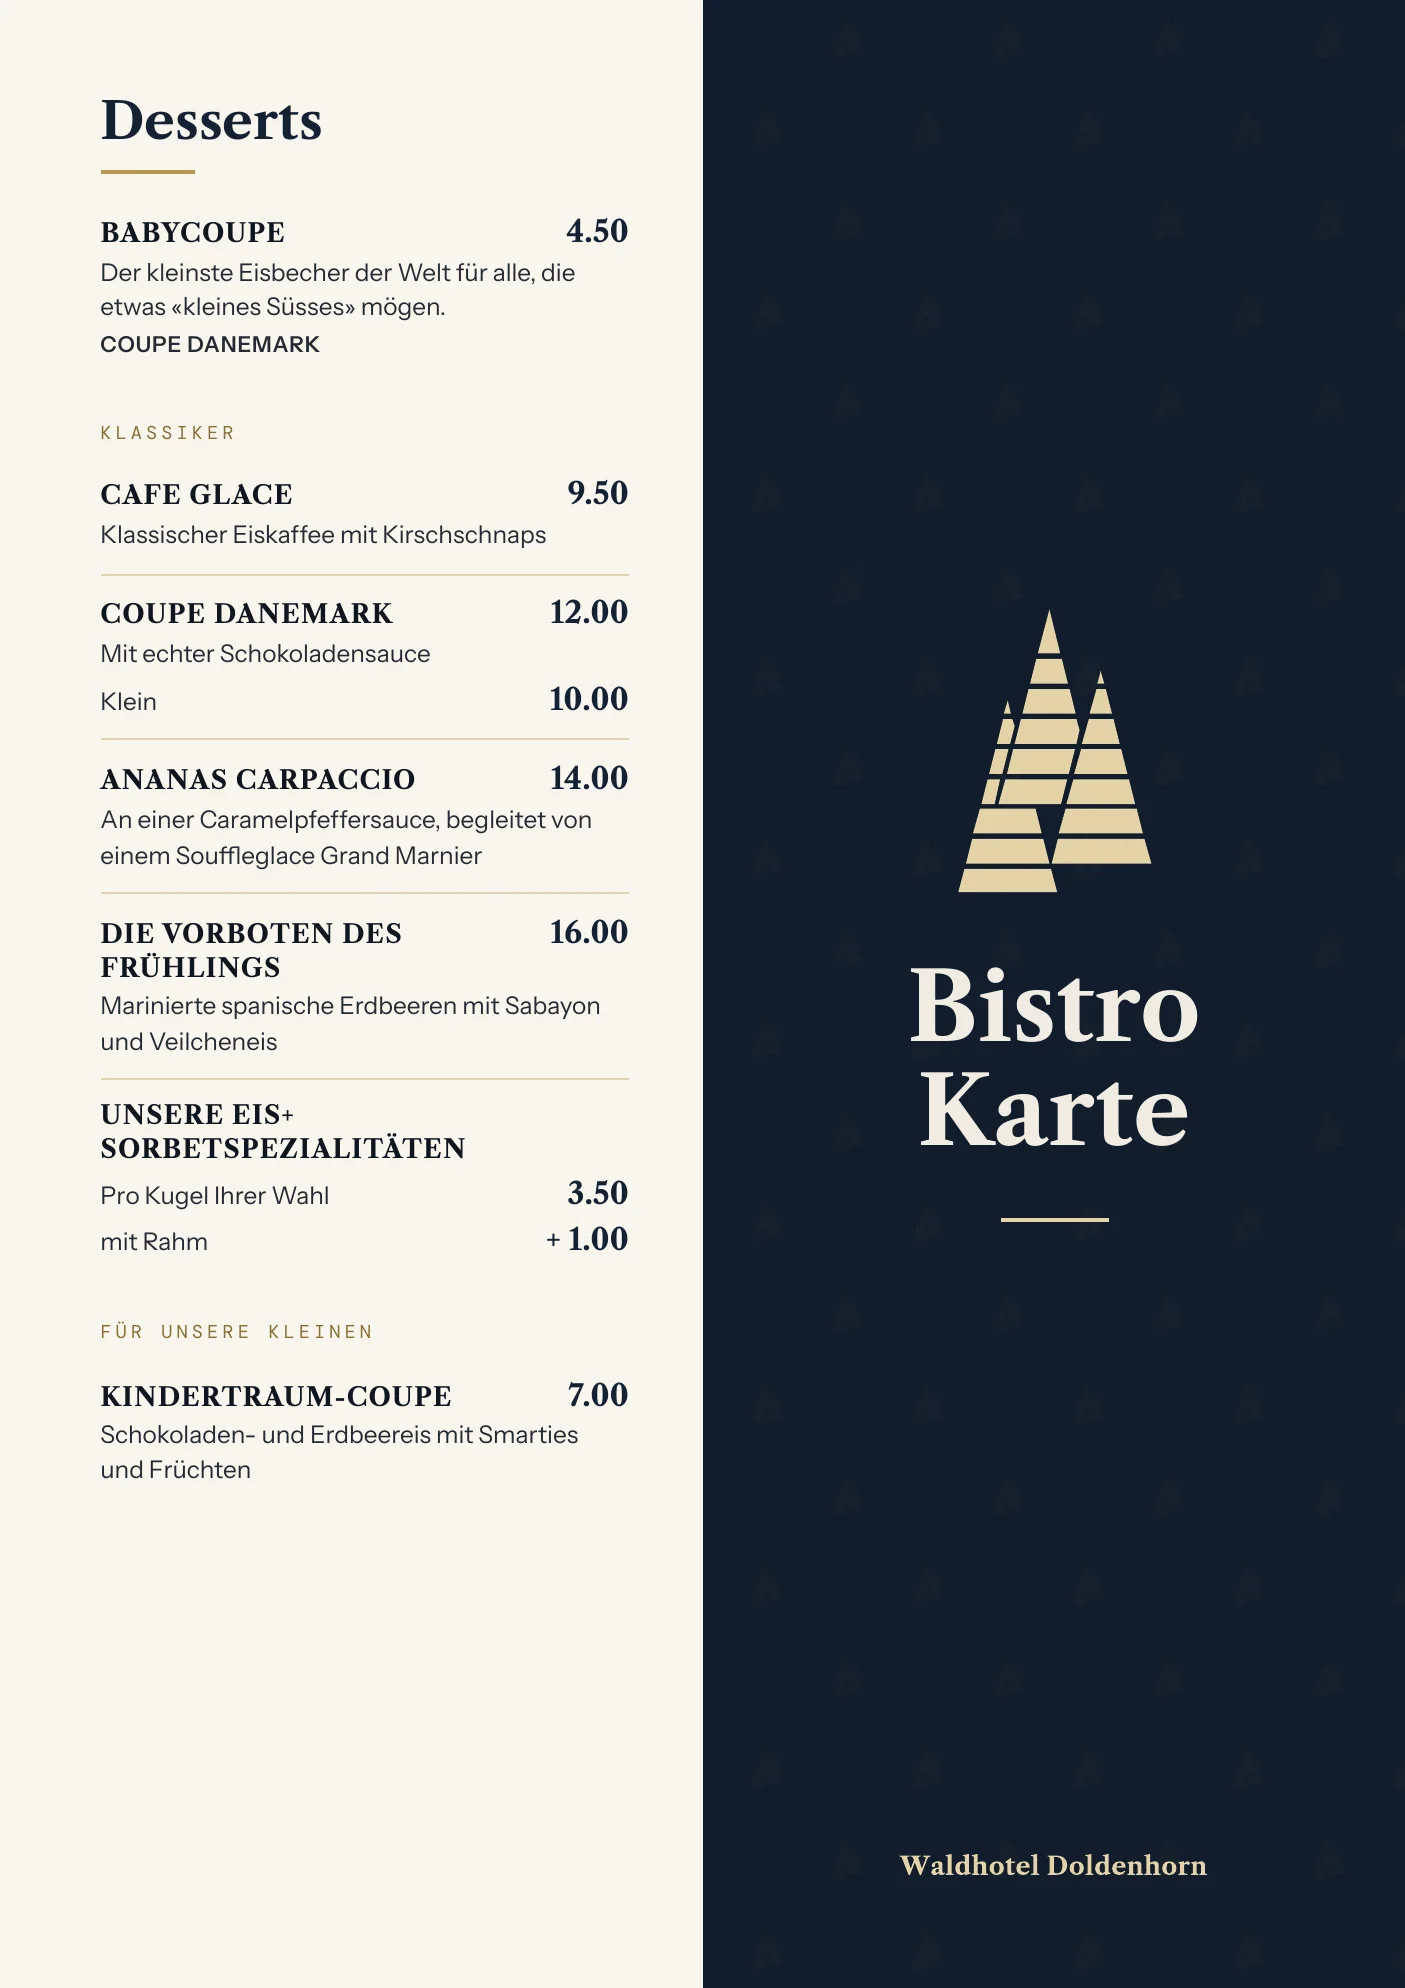 Desserts
BABYCOUPE 4.50
Der kleinste Eisbecher der Welt für alle, die
etwas «kleines Süsses» mögen.
COUPE DANEMARK
KLASSIKER
CAFE GLACE 9.50
Klassischer Eiskaffee mit Kirschschnaps
COUPE DANEMARK 12.00
Mit echter Schokoladensauce
Klein 10.00
ANANAS CARPACCIO 14.00
An einer Caramelpfeffersauce, begleitet von
einem Souffleglace Grand Marnier
DIE VORBOTEN DES 16.00
FRÜHLINGS
Marinierte spanische Erdbeeren mit Sabayon
und Veilcheneis
UNSERE EIS+
SORBETSPEZIALITÄTEN
Pro Kugel Ihrer Wahl 3.50
mit Rahm + 1.00
FÜR UNSERE KLEINEN
KINDERTRAUM-COUPE 7.00
Schokoladen- und Erdbeereis mit Smarties
und Früchten
Bistro
Karte
Waldhotel Doldenhorn